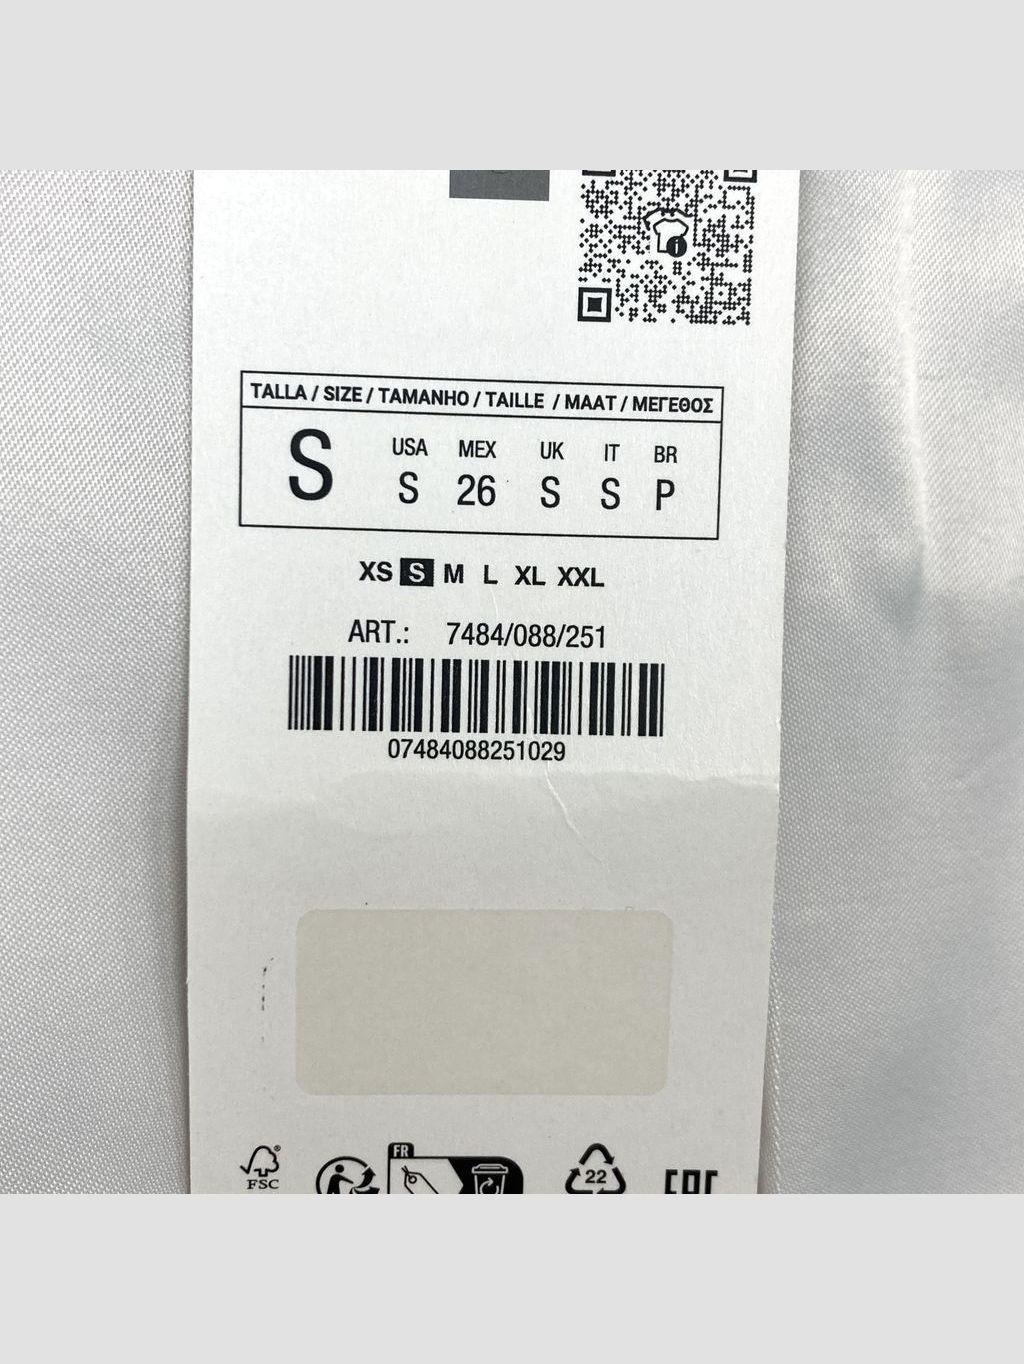 TALLA / SIZE / TAMANHO / TAILLE / MAAT / ΜΕΓΕΘΟΣ
USA MEX UK IT BR
S S 26 S S P
XS S M L XL XXL
ART.: 7484/088/251
07484088251029
FR
FSC®
22